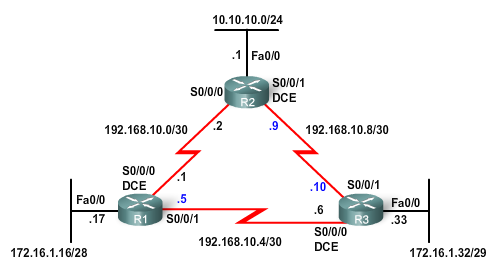 10.10.10.0/24
.1 Fa0/0
S0/0/0
S0/0/1
DCE
R2
.2
.9
192.168.10.0/30
192.168.10.8/30
S0/0/0
DCE
.1
.10
S0/0/1
Fa0/0
.17
R1
.5
S0/0/1
.6
R3
Fa0/0
.33
S0/0/0
DCE
192.168.10.4/30
172.16.1.16/28
172.16.1.32/29